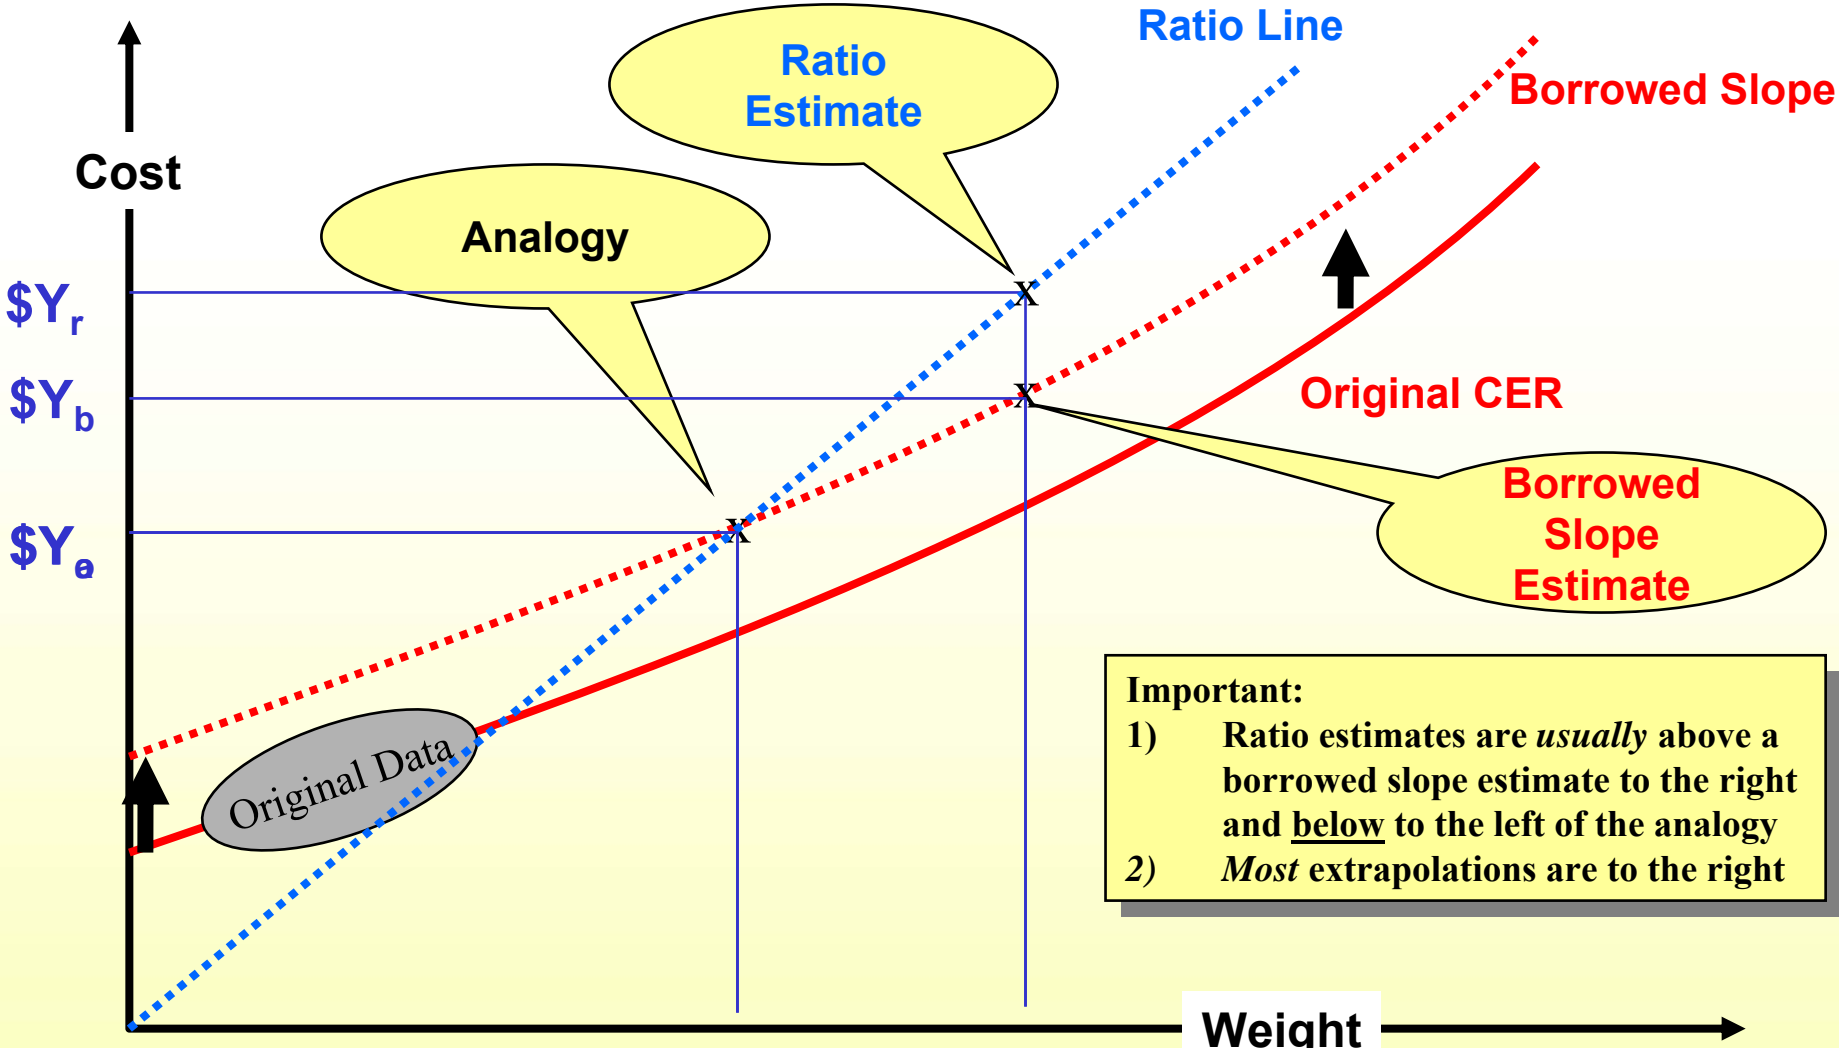 Ratio Line
Ratio
Estimate
Borrowed Slope
Cost
Analogy
$Yr
$Yb
Original CER
$Y
Borrowed
Slope
Estimate
Important:
1) Ratio estimates are usually above a
borrowed slope estimate to the right
and below to the left of the analogy
2) Most extrapolations are to the right
Original Data
X
X
X
Weight